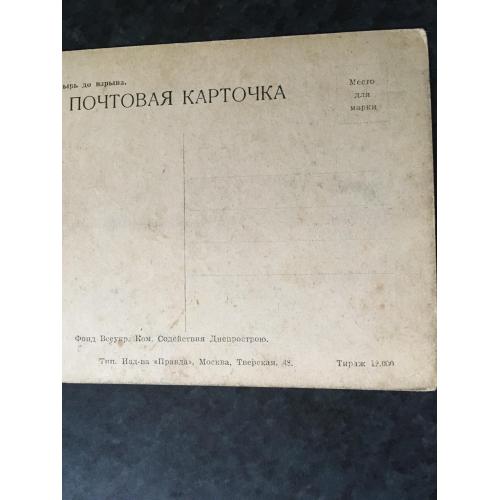 до взрыва.
ПОЧТОВАЯ КАРТОЧКА
Место
для
марки
Фонд Всеукр. Ком. Содействия Днепрострою.
Тип. Изд-ва «Правда», Москва, Тверская, 48. Тираж 12.000